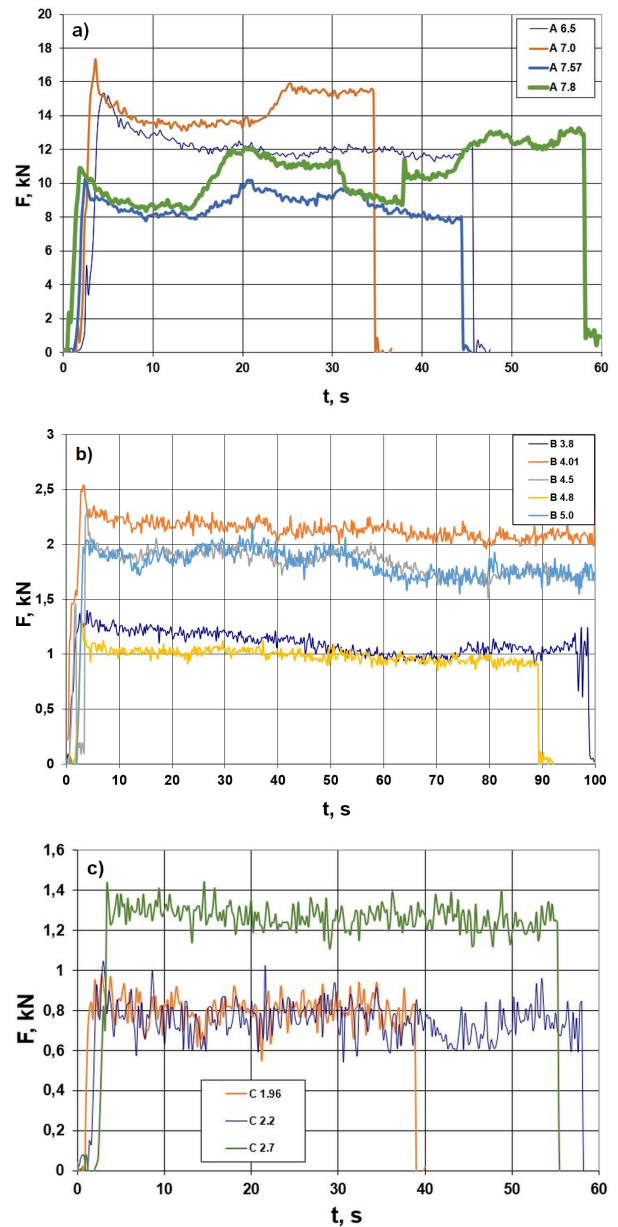 a)
A 6.5
A 7.0
A 7.57
A 7.8
20
18
16
14
12
10
8
6
4
2
0
F, kN
0 10 20 30 40 50 60
t, s
b)
B 3.8
B 4.01
B 4.5
B 4.8
B 5.0
3
2,5
2
1,5
1
0,5
0
F, kN
0 10 20 30 40 50 60 70 80 90 100
t, s
c)
1,6
1,4
1,2
1
0,8
0,6
0,4
0,2
0
F, kN
C 1.96
C 2.2
C 2.7
0 10 20 30 40 50 60
t, s